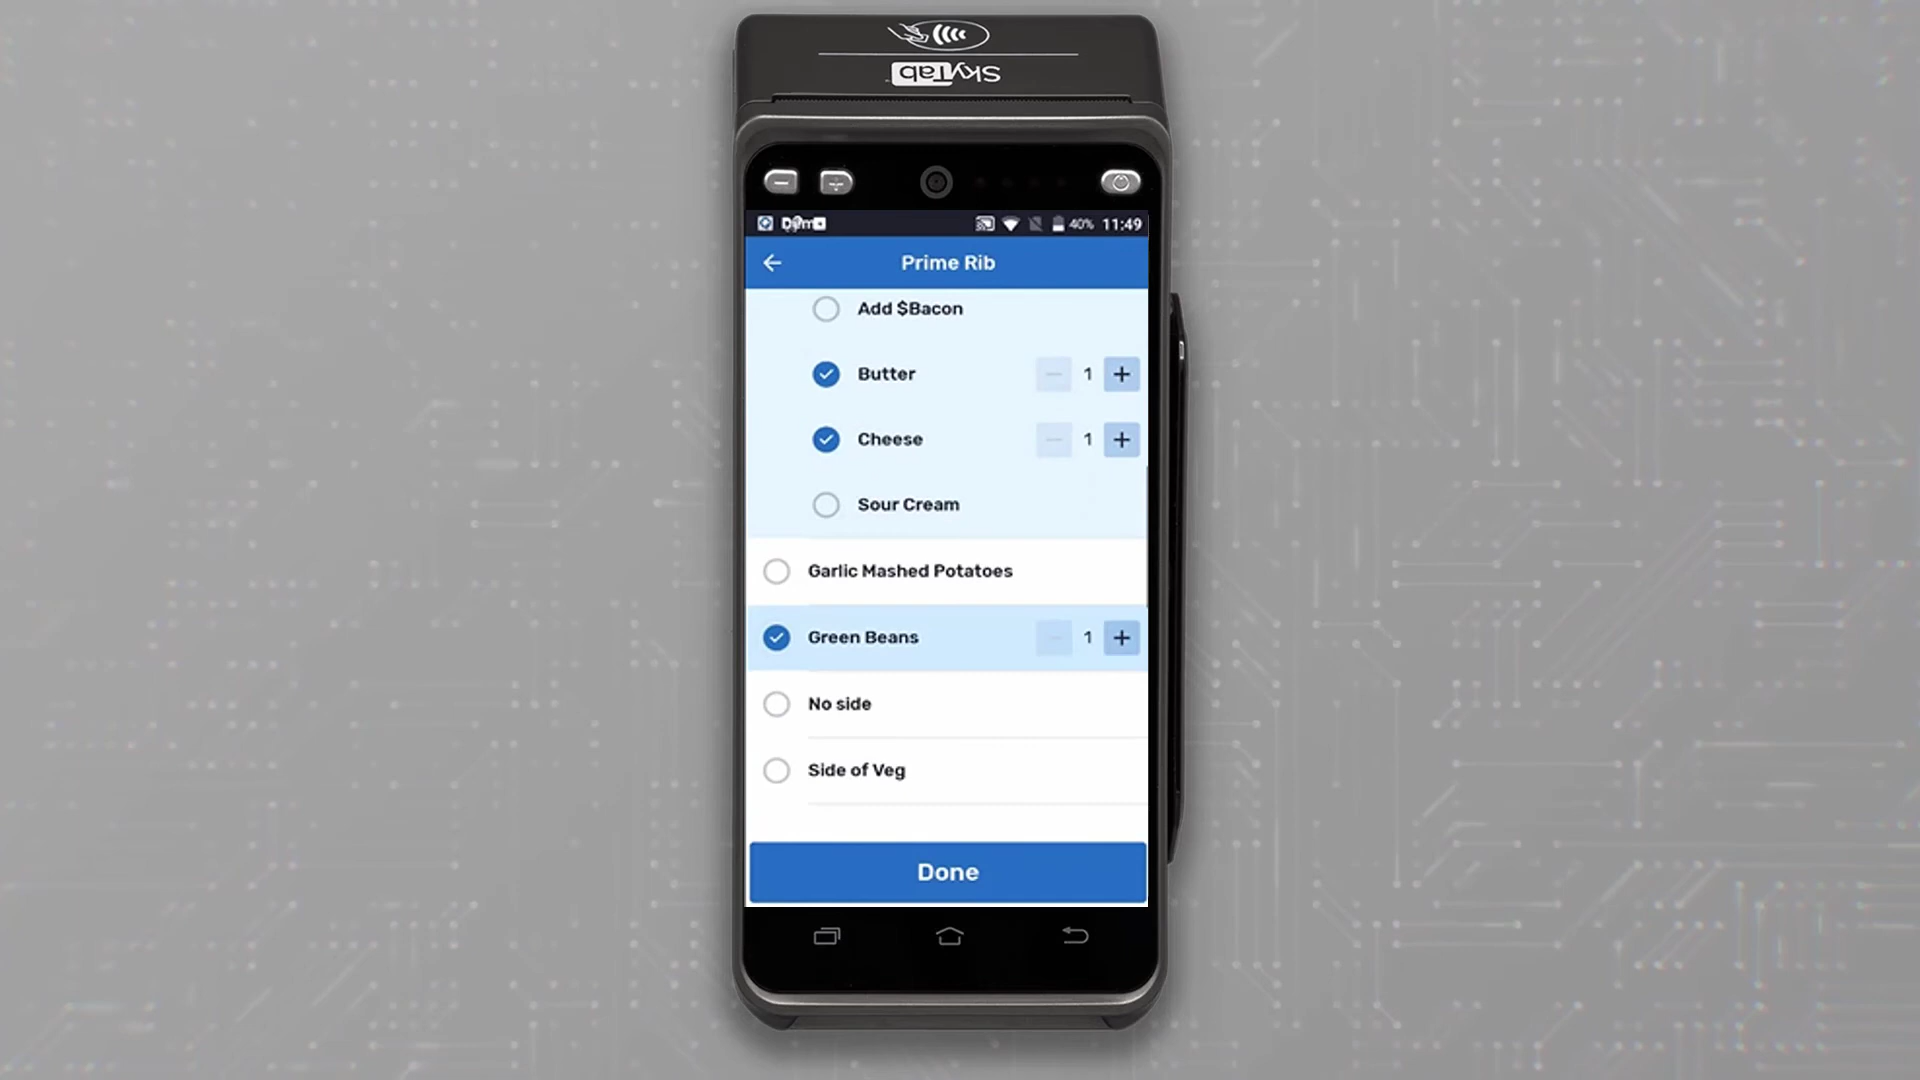 SkyTab
40% 11:49
Prime Rib
Add $Bacon
Butter 1
Cheese 1
Sour Cream
Garlic Mashed Potatoes
Green Beans 1
No side
Side of Veg
Done